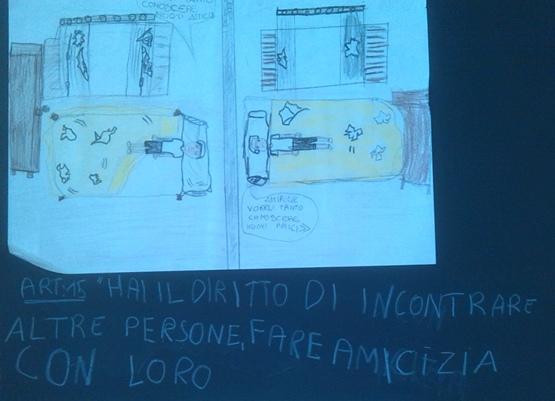 CONOSCERE
NUOVI AMICI
VORREI TANTO
CONOSCERE
NUOVI AMICI>>
ART.15 "HAI IL DIRITTO DI INCONTRARE
ALTRE PERSONE, FARE AMICIZIA
CON LORO